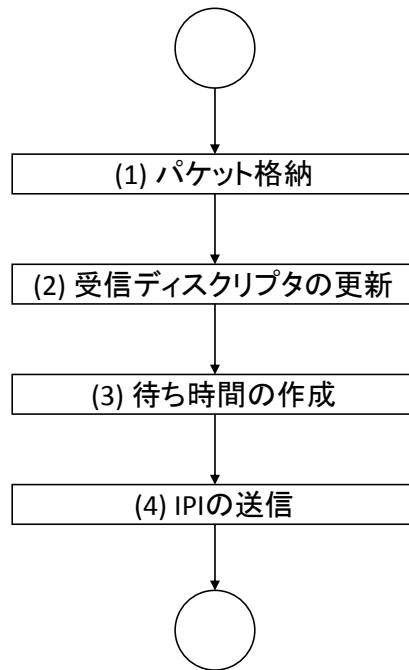 (1) パケット格納
(2) 受信ディスクリプタの更新
(3) 待ち時間の作成
(4) IPIの送信